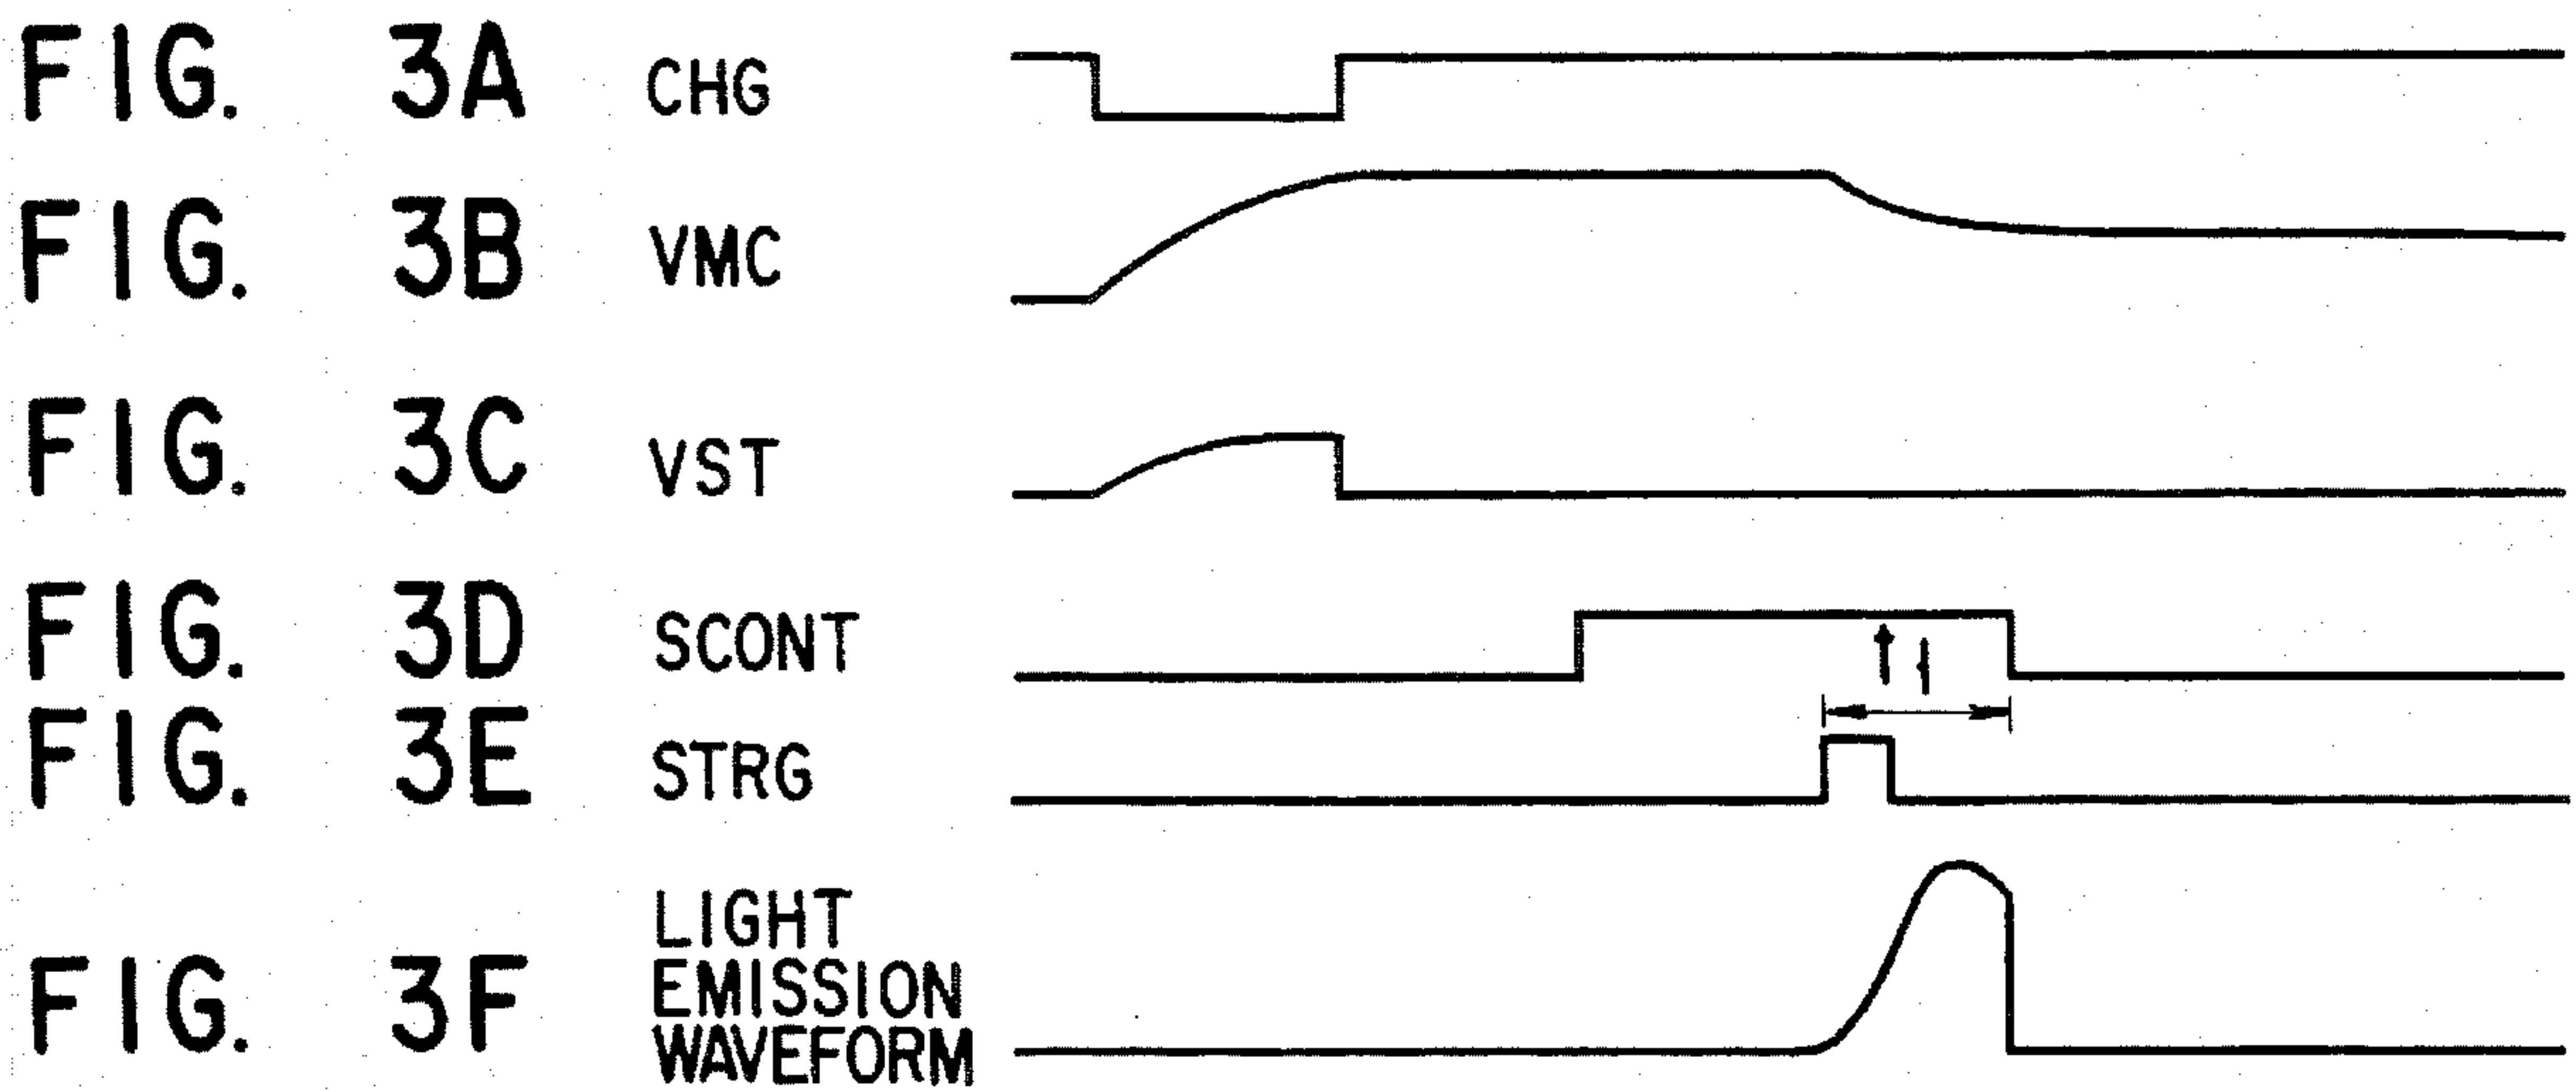 FIG. 3A CHG
FIG. 3B VMC
FIG. 3C VST
FIG. 3D SCONT
t1
FIG. 3E STRG
FIG. 3F LIGHT
EMISSION
WAVEFORM